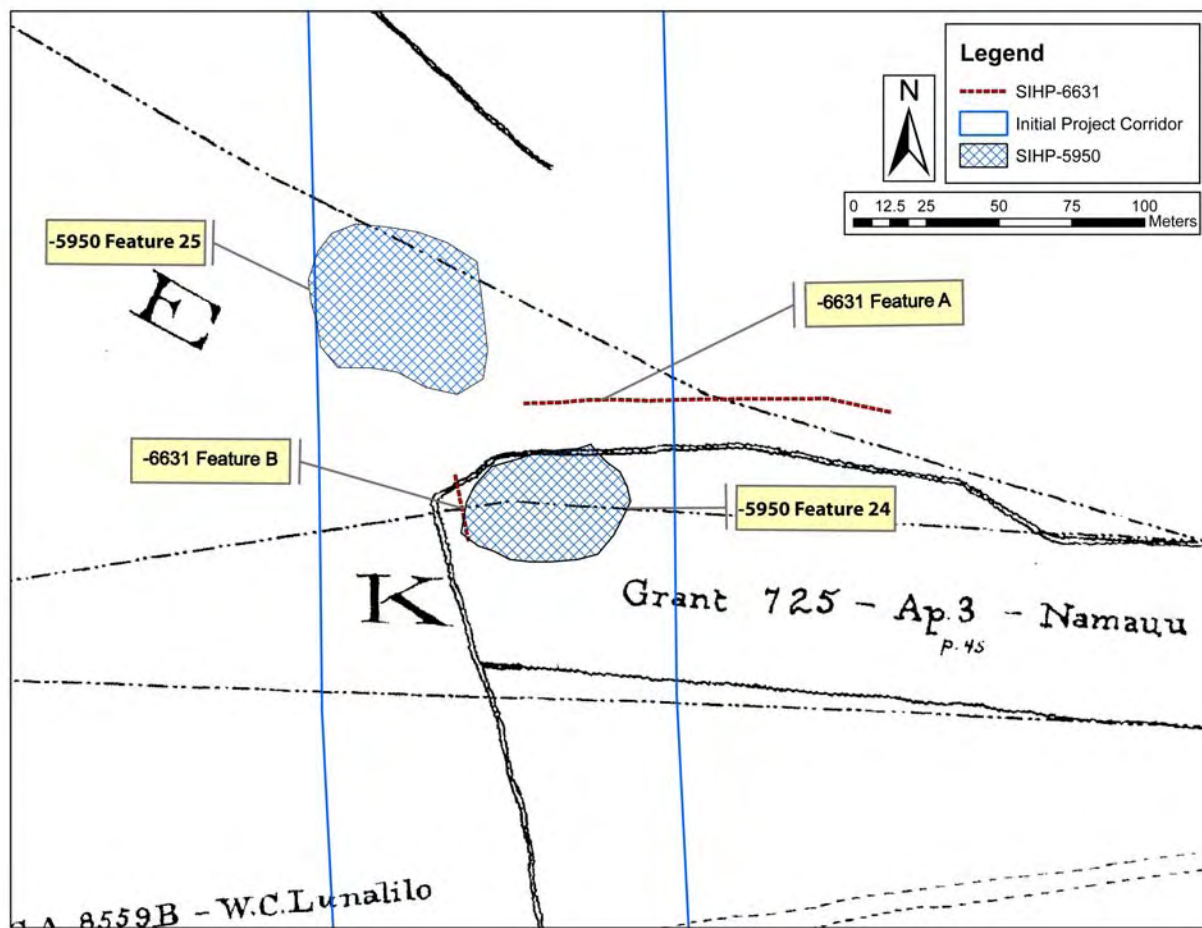 Legend
SIHP-6631
Initial Project Corridor
SIHP-5950
N
0 12.5 25 50 75 100
Meters
-5950 Feature 25
E
-6631 Feature A
-6631 Feature B
-5950 Feature 24
K
Grant 725 - Ap.3 - Namauu
p.45
8559B - W.C.Lunalilo